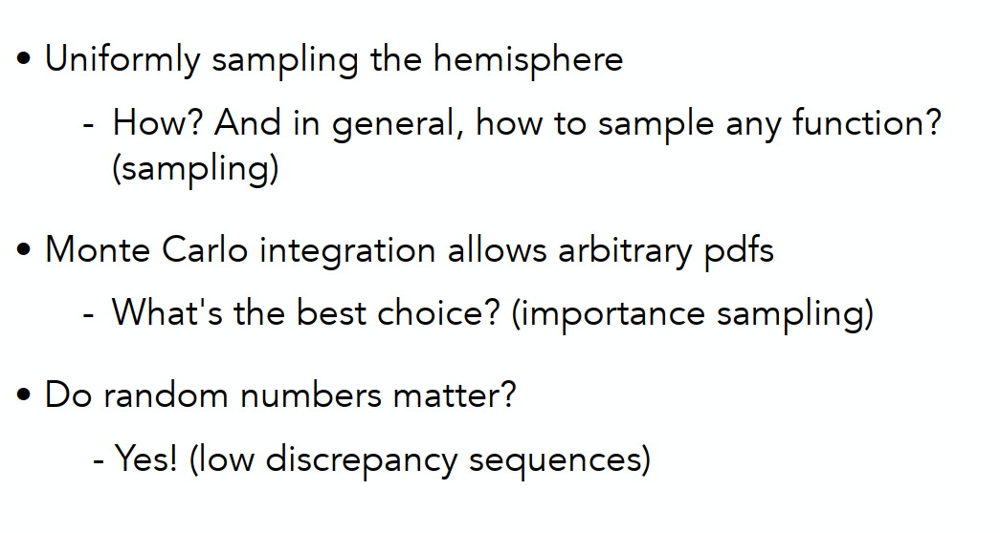 • Uniformly sampling the hemisphere
- How? And in general, how to sample any function?
(sampling)
• Monte Carlo integration allows arbitrary pdfs
- What's the best choice? (importance sampling)
• Do random numbers matter?
- Yes! (low discrepancy sequences)